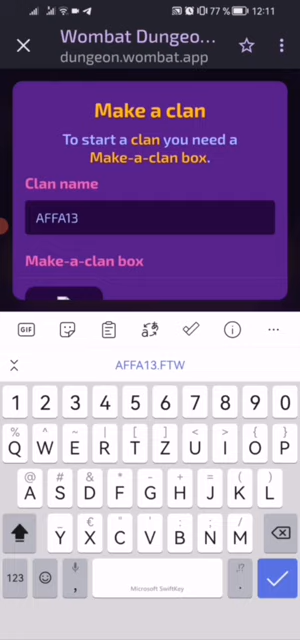 77 % 12:11
Wombat Dungeo...
dungeon.wombat.app
Make a clan
To start a clan you need a
Make-a-clan box.
Clan name
AFFA13
Make-a-clan box
GIF
AFFA13.FTW
1 2 3 4 5 6 7 8 9 0
% ^ ~ | [ ] < > { }
Q W E R T Z U I O P
@ # & * - + = ( )
A S D F G H J K L
_ € " ' : ; /
Y X C V B N M
123 , Microsoft SwiftKey .